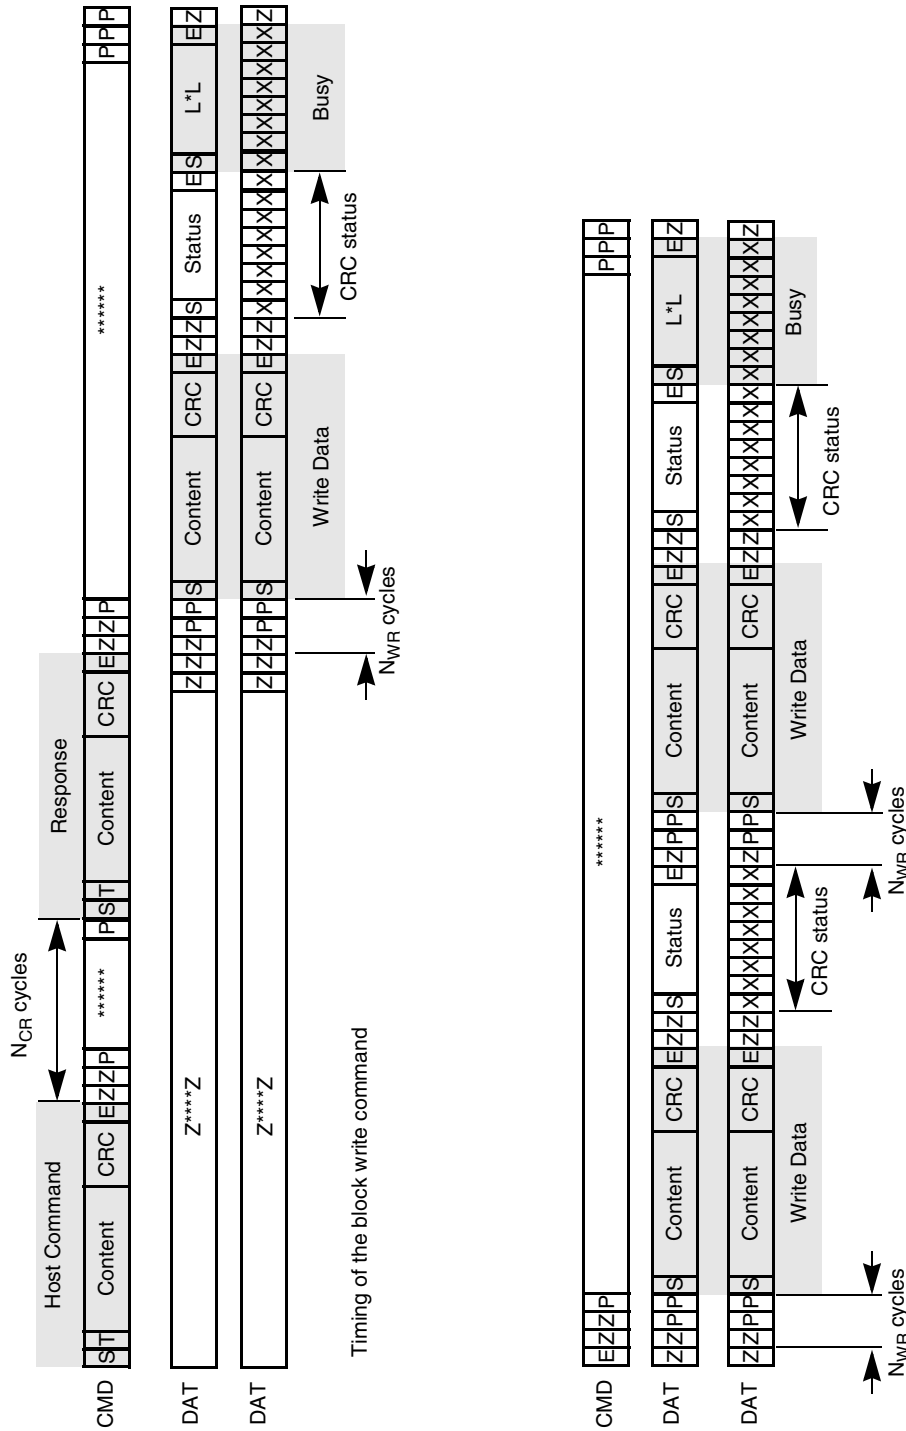 N_CR cycles
Host Command Response
CMD S T Content CRC E Z Z P ****** P S T Content CRC E Z Z P ****** P P P
DAT Z****Z Z Z Z P P S Content CRC E Z Z S Status E S L*L E Z
DAT Z****Z Z Z Z P P S Content CRC E Z Z X X X X X X X X X X X X X X X X Z
Write Data CRC status Busy
N_WR cycles
Timing of the block write command
CMD E Z Z P ****** P P P
DAT Z Z P P S Content CRC E Z Z S Status E Z P P S Content CRC E Z Z S Status E S L*L E Z
DAT Z Z P P S Content CRC E Z Z X X X X X X X X Z P P S Content CRC E Z Z X X X X X X X X X X X X X X X X Z
Write Data CRC status Write Data CRC status Busy
N_WR cycles N_WR cycles